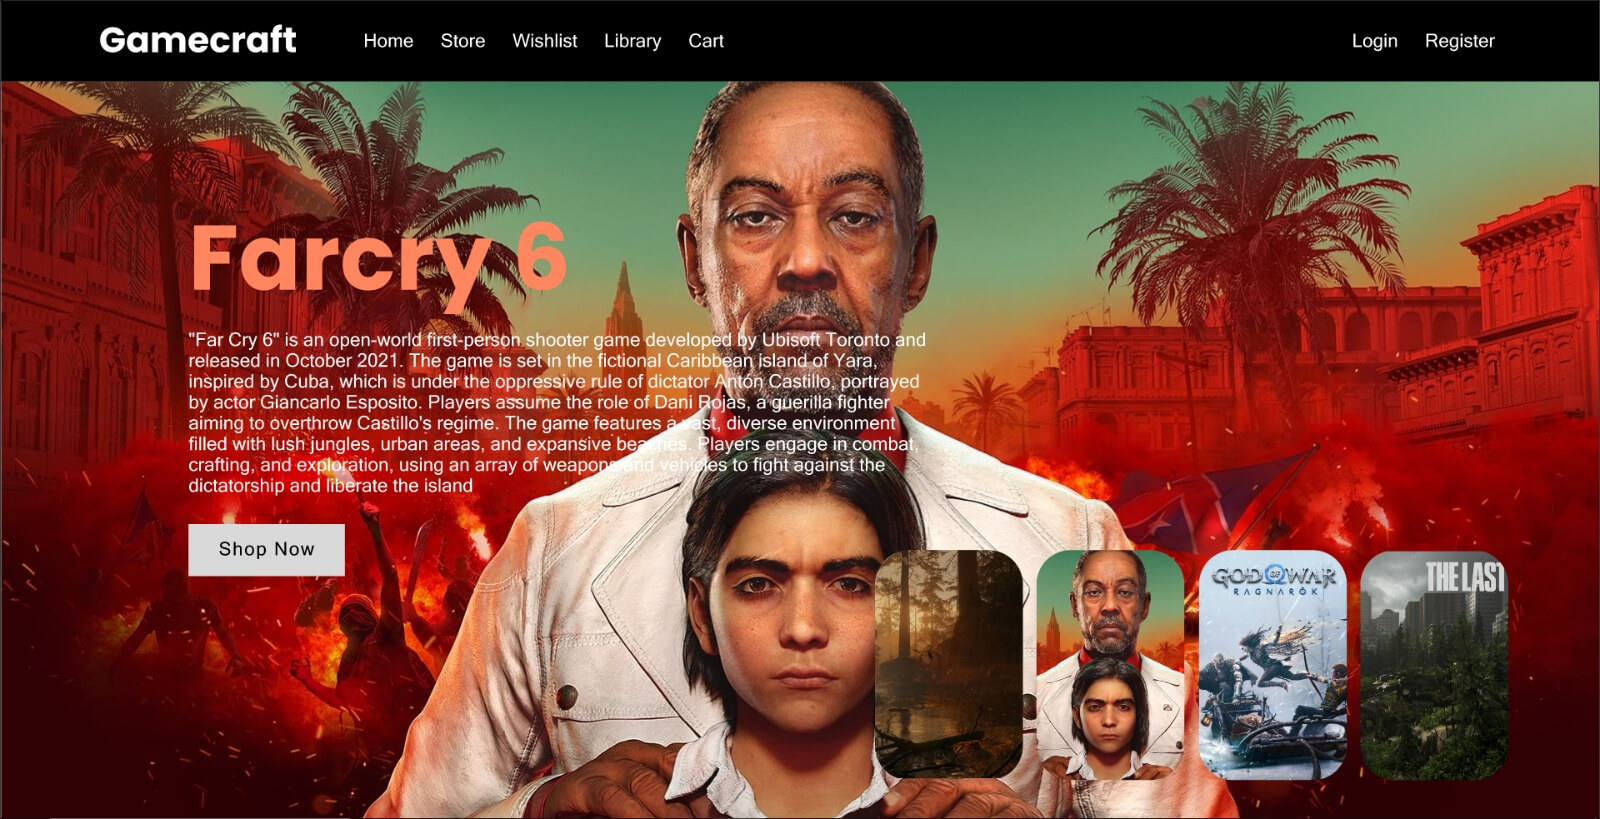 Gamecraft Home Store Wishlist Library Cart Login Register
Farcry 6
"Far Cry 6" is an open-world first-person shooter game developed by Ubisoft Toronto and
released in October 2021. The game is set in the fictional Caribbean island of Yara,
inspired by Cuba, which is under the oppressive rule of dictator Antón Castillo, portrayed
by actor Giancarlo Esposito. Players assume the role of Dani Rojas, a guerilla fighter
aiming to overthrow Castillo's regime. The game features a vast, diverse environment
filled with lush jungles, urban areas, and expansive beaches. Players engage in combat,
crafting, and exploration, using an array of weapons and vehicles to fight against the
dictatorship and liberate the island
Shop Now
GOD OF WAR
RAGNARÖK
THE LAST